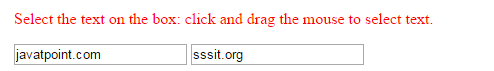 Select the text on the box: click and drag the mouse to select text.
javatpoint.com sssit.org